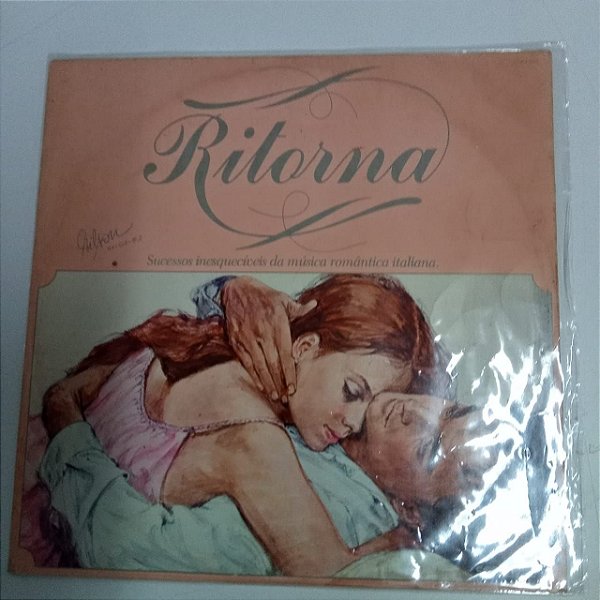 Ritorna
Sucessos inesquecíveis da música romântica italiana.